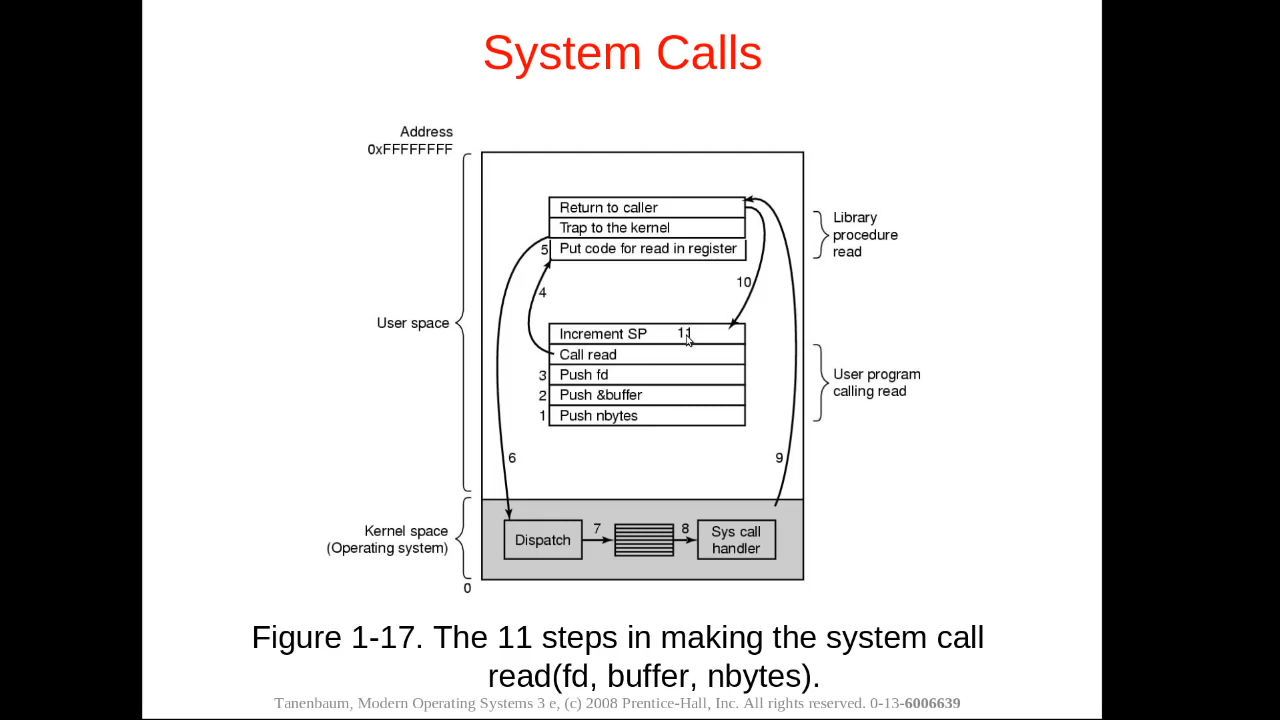 System Calls
Address
0xFFFFFFFF
Return to caller
Trap to the kernel
5 Put code for read in register
Library
procedure
read
4
10
User space
Increment SP 11
Call read
3 Push fd
2 Push &buffer
1 Push nbytes
User program
calling read
6
9
Kernel space
(Operating system)
Dispatch
7
8
Sys call
handler
0
Figure 1-17. The 11 steps in making the system call
read(fd, buffer, nbytes).
Tanenbaum, Modern Operating Systems 3 e, (c) 2008 Prentice-Hall, Inc. All rights reserved. 0-13-6006639